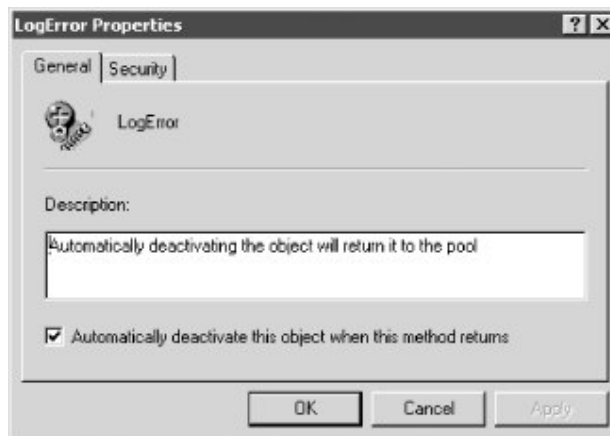 LogError Properties
General Security
LogError
Description:
Automatically deactivating the object will return it to the pool
Automatically deactivate this object when this method returns
OK Cancel Apply